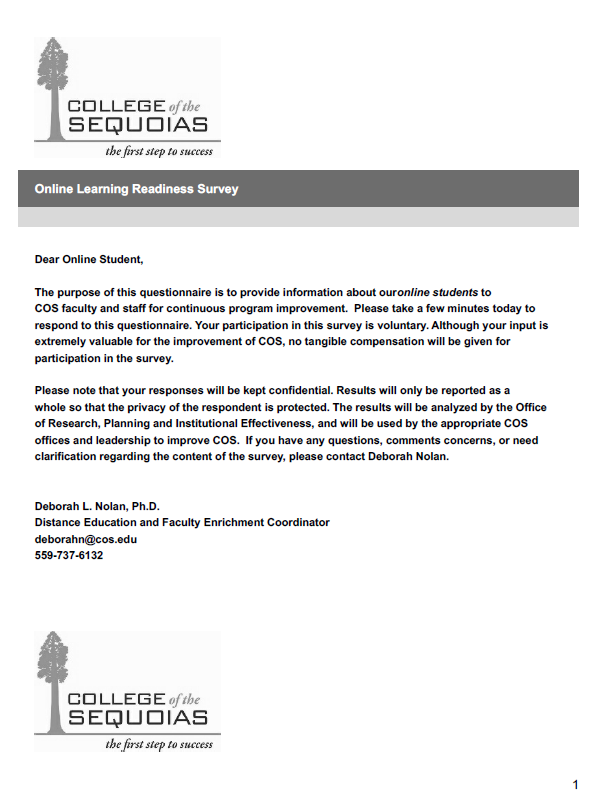 COLLEGE of the
SEQUOIAS
the first step to success
Online Learning Readiness Survey
Dear Online Student,
The purpose of this questionnaire is to provide information about ouronline students to
COS faculty and staff for continuous program improvement.  Please take a few minutes today to
respond to this questionnaire. Your participation in this survey is voluntary. Although your input is
extremely valuable for the improvement of COS, no tangible compensation will be given for
participation in the survey.
Please note that your responses will be kept confidential. Results will only be reported as a
whole so that the privacy of the respondent is protected. The results will be analyzed by the Office
of Research, Planning and Institutional Effectiveness, and will be used by the appropriate COS
offices and leadership to improve COS.  If you have any questions, comments concerns, or need
clarification regarding the content of the survey, please contact Deborah Nolan.
Deborah L. Nolan, Ph.D.
Distance Education and Faculty Enrichment Coordinator
deborahn@cos.edu
559-737-6132
COLLEGE of the
SEQUOIAS
the first step to success
1